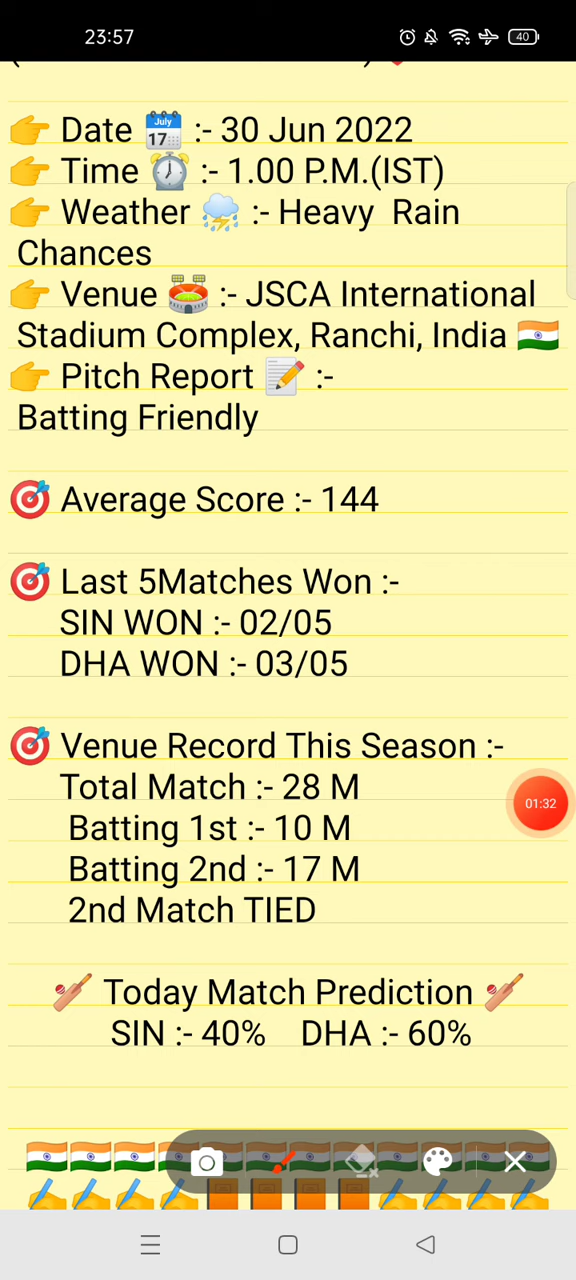 23:57
40
👉 Date 📅 :- 30 Jun 2022
👉 Time ⏰ :- 1.00 P.M.(IST)
👉 Weather ⛈️ :- Heavy Rain
Chances
👉 Venue 🏟️ :- JSCA International
Stadium Complex, Ranchi, India 🇮🇳
👉 Pitch Report 📝 :-
Batting Friendly
🎯 Average Score :- 144
🎯 Last 5Matches Won :-
SIN WON :- 02/05
DHA WON :- 03/05
🎯 Venue Record This Season :-
Total Match :- 28 M
01:32
Batting 1st :- 10 M
Batting 2nd :- 17 M
2nd Match TIED
🏏 Today Match Prediction 🏏
SIN :- 40% DHA :- 60%